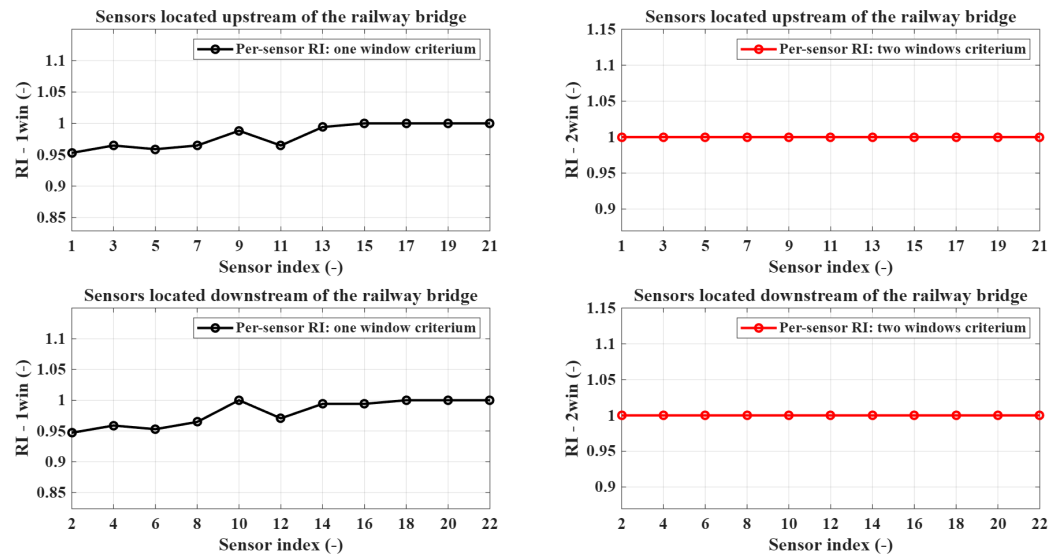 Sensors located upstream of the railway bridge
Per-sensor RI: one window criterium
1.1
1.05
1
0.95
0.9
0.85
RI - 1win (-)
1 3 5 7 9 11 13 15 17 19 21
Sensor index (-)
Sensors located upstream of the railway bridge
Per-sensor RI: two windows criterium
1.15
1.1
1.05
1
0.95
0.9
RI - 2win (-)
1 3 5 7 9 11 13 15 17 19 21
Sensor index (-)
Sensors located downstream of the railway bridge
Per-sensor RI: one window criterium
1.1
1.05
1
0.95
0.9
0.85
RI - 1win (-)
2 4 6 8 10 12 14 16 18 20 22
Sensor index (-)
Sensors located downstream of the railway bridge
Per-sensor RI: two windows criterium
1.15
1.1
1.05
1
0.95
0.9
RI - 2win (-)
2 4 6 8 10 12 14 16 18 20 22
Sensor index (-)